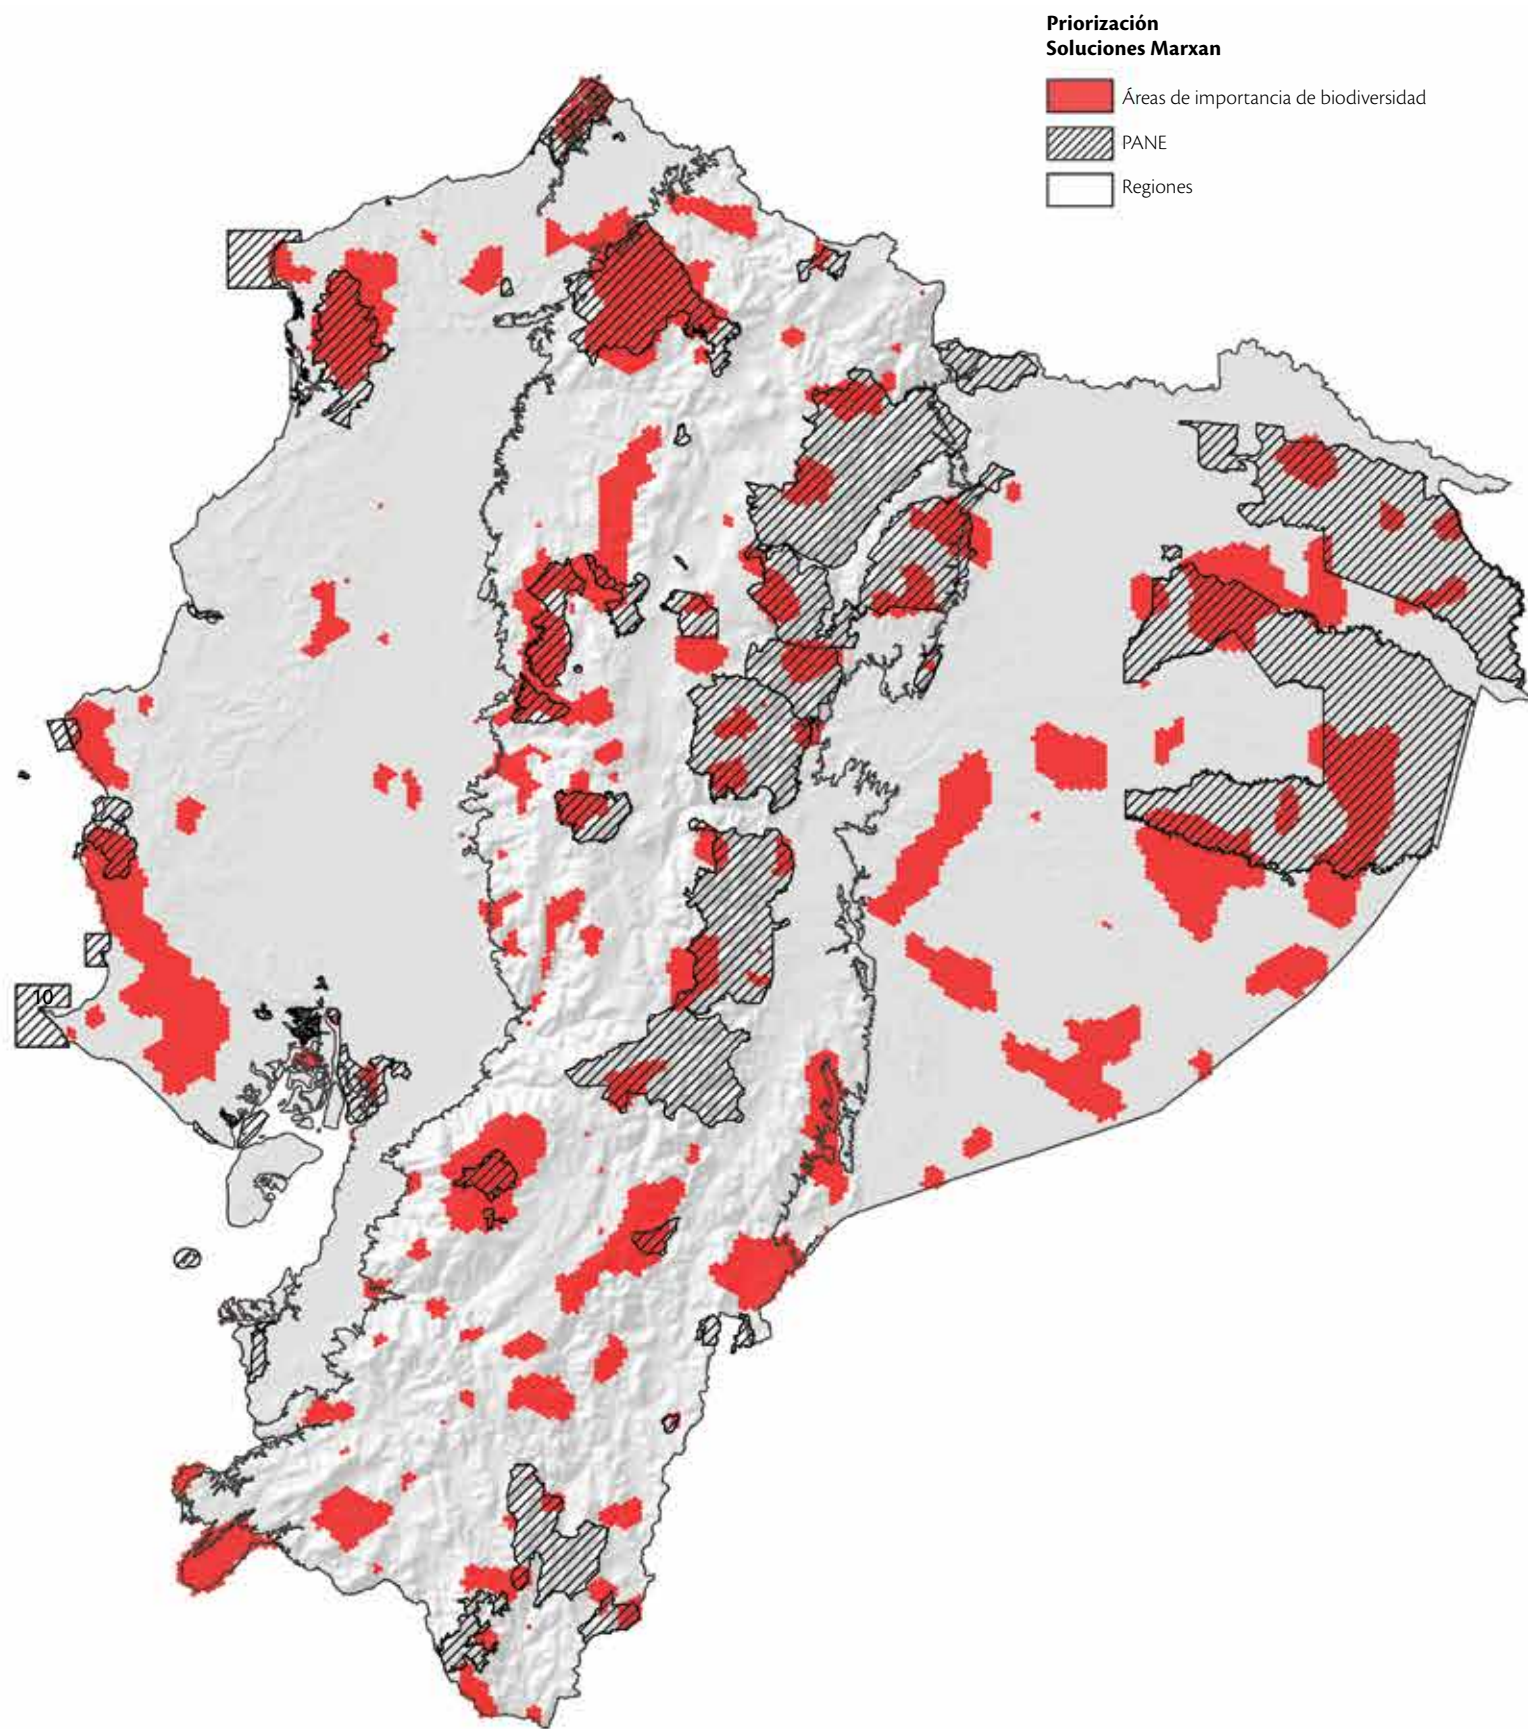 Priorización
Soluciones Marxan
Áreas de importancia de biodiversidad
PANE
Regiones
10